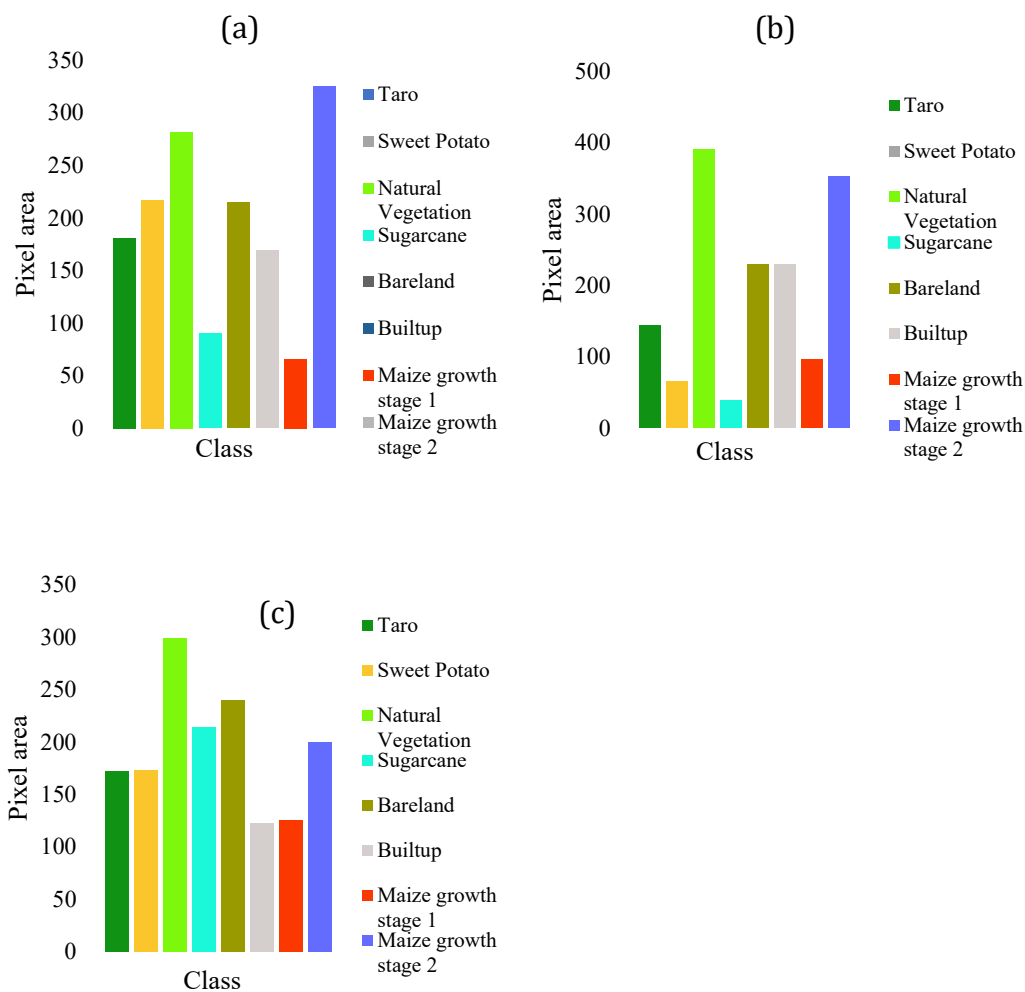 (a)
350
300
250
200
150
100
50
0
Pixel area
Class
Taro
Sweet Potato
Natural
Vegetation
Sugarcane
Bareland
Builtup
Maize growth
stage 1
Maize growth
stage 2
(b)
500
400
300
200
100
0
Pixel area
Class
Taro
Sweet Potato
Natural
Vegetation
Sugarcane
Bareland
Builtup
Maize growth
stage 1
Maize growth
stage 2
(c)
350
300
250
200
150
100
50
0
Pixel area
Class
Taro
Sweet Potato
Natural
Vegetation
Sugarcane
Bareland
Builtup
Maize growth
stage 1
Maize growth
stage 2